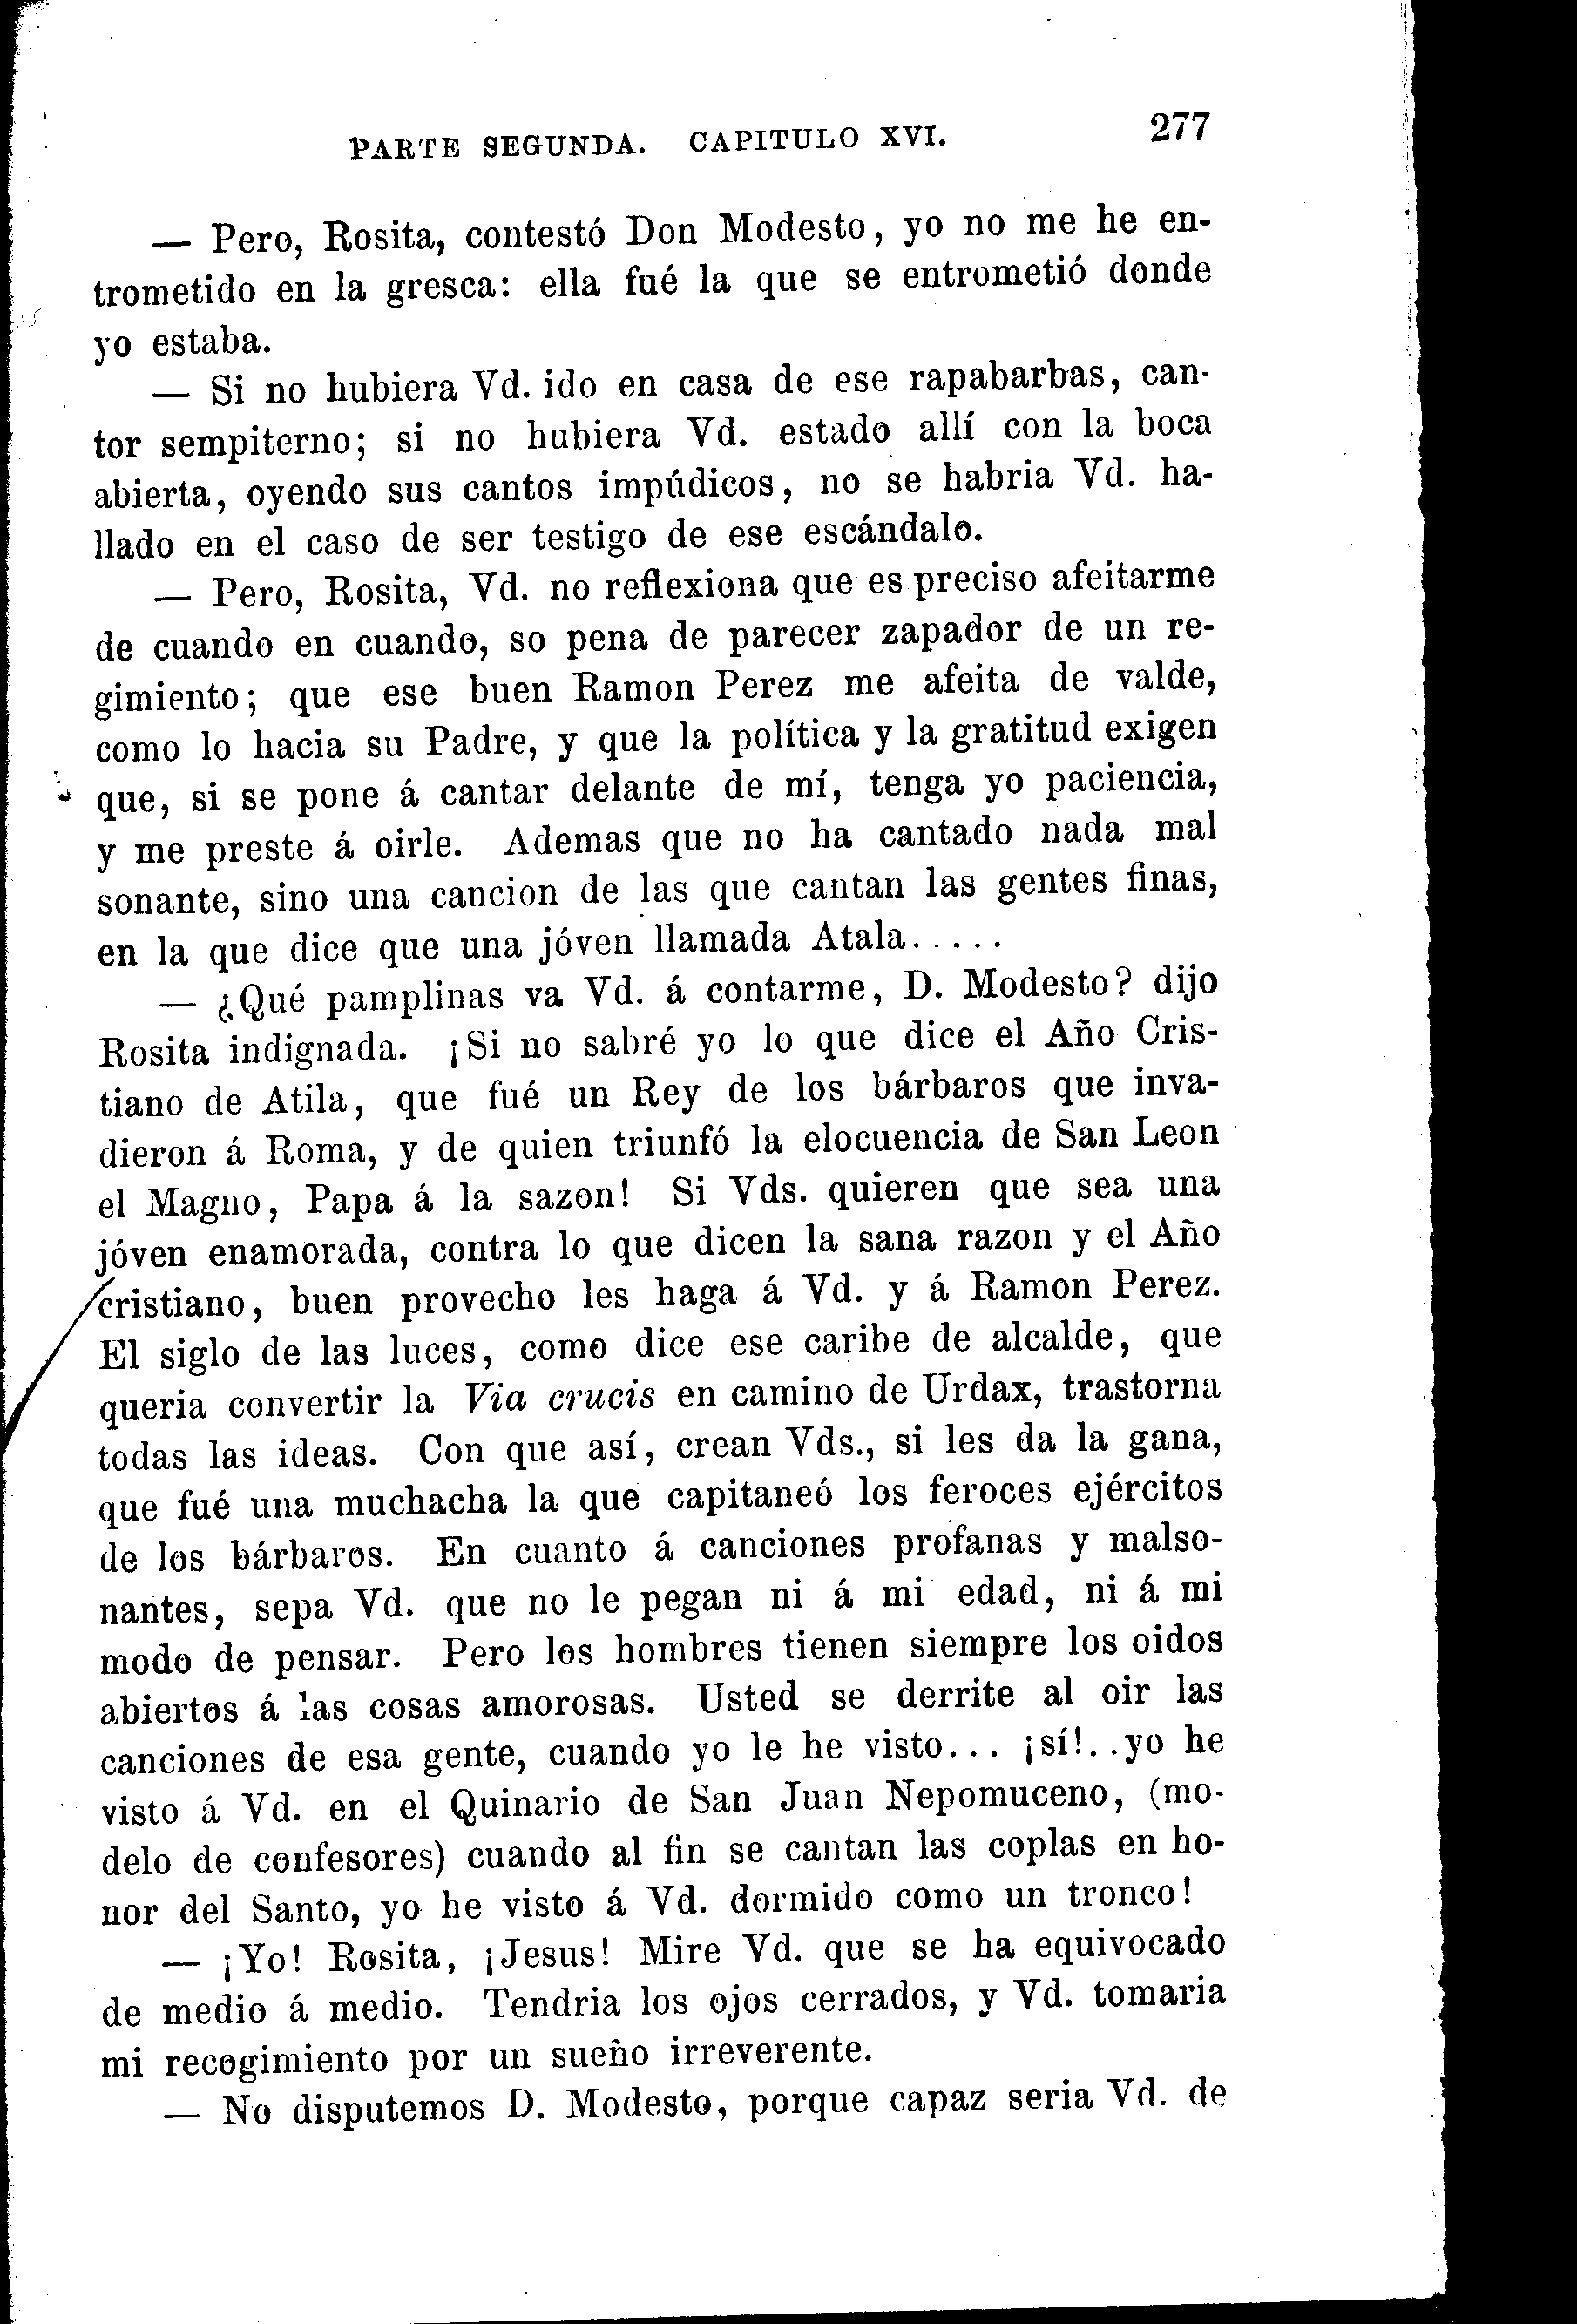 PARTE SEGUNDA. CAPITULO XVI. 277
— Pero, Rosita, contestó Don Modesto, yo no me he en-
trometido en la gresca: ella fué la que se entrometió donde
yo estaba.
— Si no hubiera Vd. ido en casa de ese rapabarbas, can-
tor sempiterno; si no hubiera Vd. estado allí con la boca
abierta, oyendo sus cantos impúdicos, no se habria Vd. ha-
llado en el caso de ser testigo de ese escándalo.
— Pero, Rosita, Vd. no reflexiona que es preciso afeitarme
de cuando en cuando, so pena de parecer zapador de un re-
gimiento; que ese buen Ramon Perez me afeita de valde,
como lo hacia su Padre, y que la política y la gratitud exigen
que, si se pone á cantar delante de mí, tenga yo paciencia,
y me preste á oirle. Ademas que no ha cantado nada mal
sonante, sino una cancion de las que cantan las gentes finas,
en la que dice que una jóven llamada Atala.....
— ¿Qué pamplinas va Vd. á contarme, D. Modesto? dijo
Rosita indignada. ¡Si no sabré yo lo que dice el Año Cris-
tiano de Atila, que fué un Rey de los bárbaros que inva-
dieron á Roma, y de quien triunfó la elocuencia de San Leon
el Magno, Papa á la sazon! Si Vds. quieren que sea una
jóven enamorada, contra lo que dicen la sana razon y el Año
cristiano, buen provecho les haga á Vd. y á Ramon Perez.
El siglo de las luces, como dice ese caribe de alcalde, que
queria convertir la Via crucis en camino de Urdax, trastorna
todas las ideas. Con que así, crean Vds., si les da la gana,
que fué una muchacha la que capitaneó los feroces ejércitos
de los bárbaros. En cuanto á canciones profanas y malso-
nantes, sepa Vd. que no le pegan ni á mi edad, ni á mi
modo de pensar. Pero los hombres tienen siempre los oidos
abiertos á las cosas amorosas. Usted se derrite al oir las
canciones de esa gente, cuando yo le he visto... ¡sí!..yo he
visto á Vd. en el Quinario de San Juan Nepomuceno, (mo-
delo de confesores) cuando al fin se cantan las coplas en ho-
nor del Santo, yo he visto á Vd. dormido como un tronco!
— ¡Yo! Rosita, ¡Jesus! Mire Vd. que se ha equivocado
de medio á medio. Tendria los ojos cerrados, y Vd. tomaria
mi recogimiento por un sueño irreverente.
— No disputemos D. Modesto, porque capaz seria Vd. de